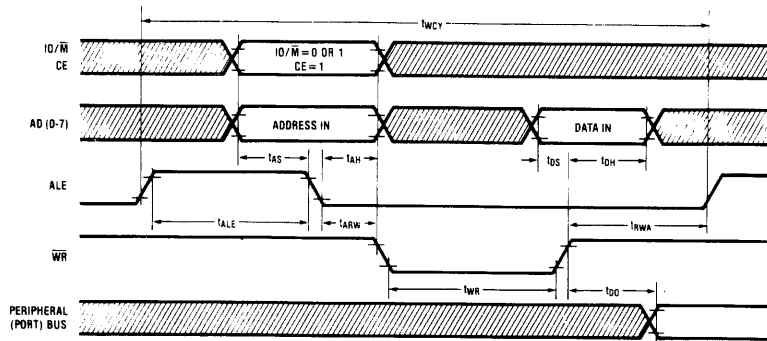 tWCY
IO/M̅
CE
IO/M̅ = 0 OR 1
CE = 1
AD (0-7)
ADDRESS IN
DATA IN
tAS
tAH
tDS
tDH
ALE
tALE
tARW
tRWA
W̅R̅
tWR
tDO
PERIPHERAL
(PORT) BUS